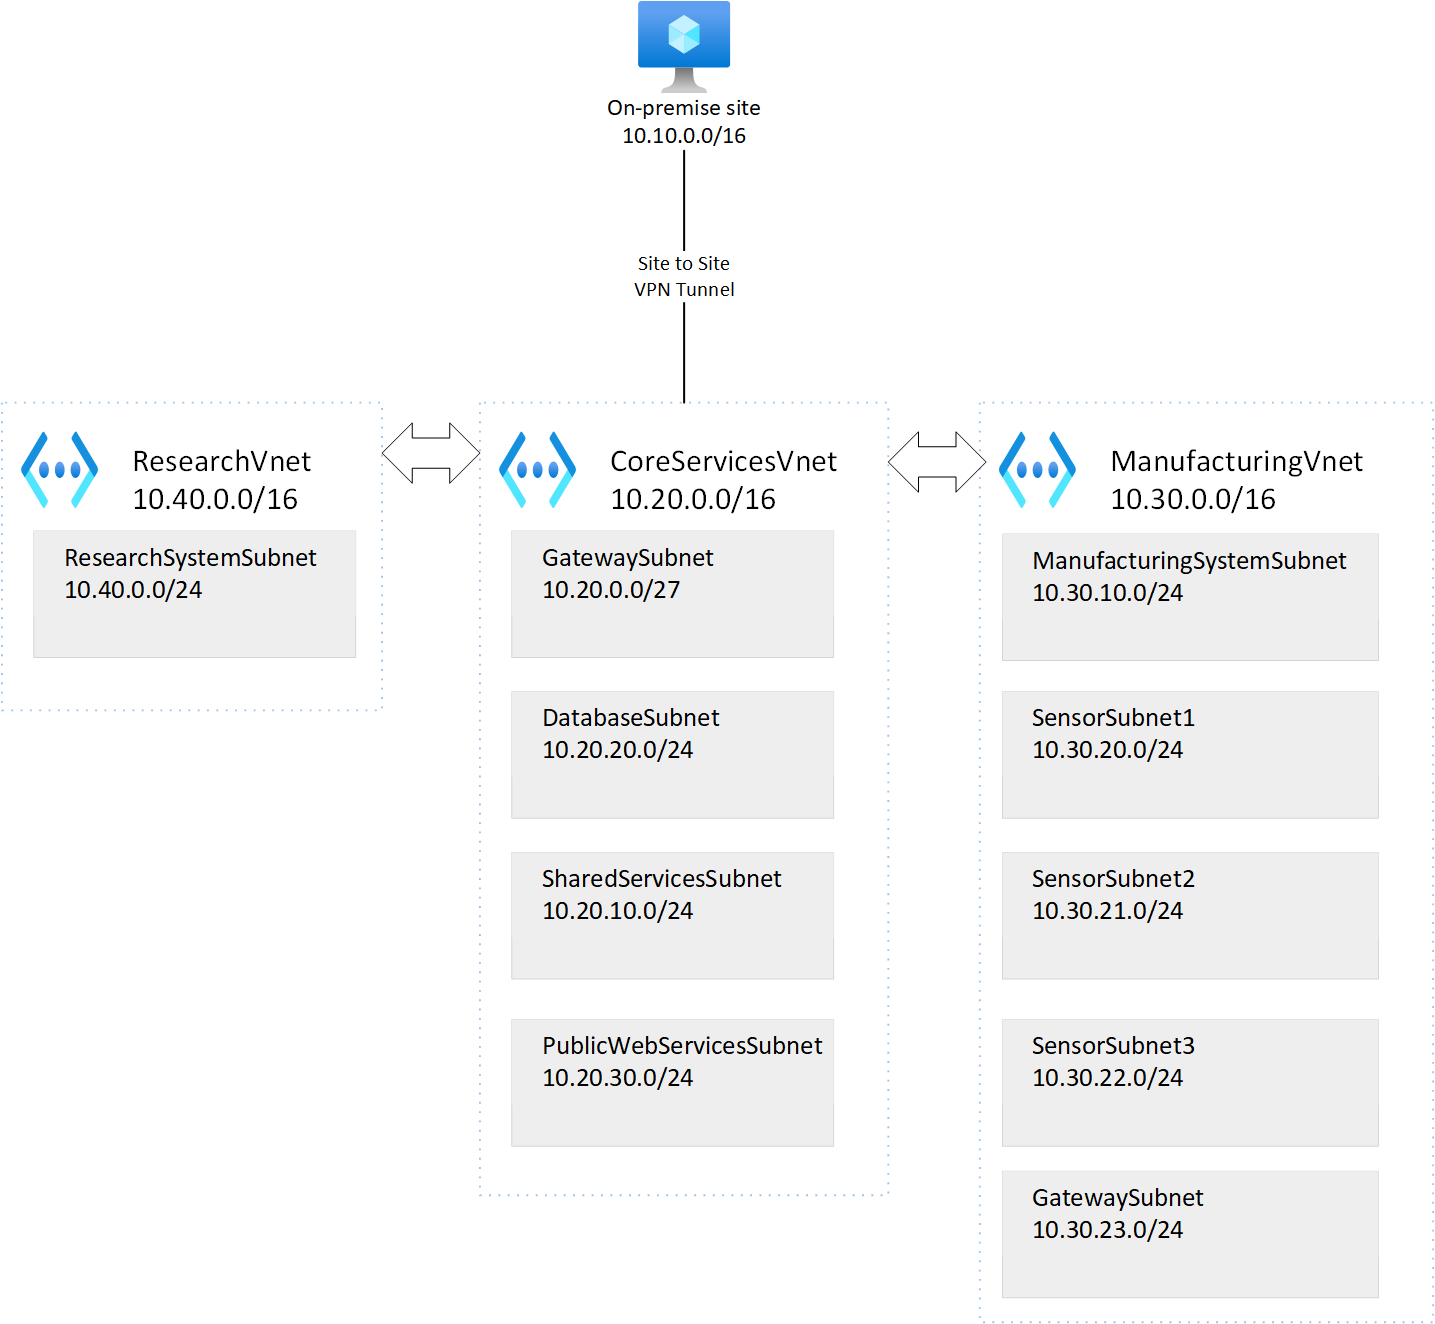 On-premise site
10.10.0.0/16
Site to Site
VPN Tunnel
ResearchVnet
10.40.0.0/16
ResearchSystemSubnet
10.40.0.0/24
CoreServicesVnet
10.20.0.0/16
GatewaySubnet
10.20.0.0/27
DatabaseSubnet
10.20.20.0/24
SharedServicesSubnet
10.20.10.0/24
PublicWebServicesSubnet
10.20.30.0/24
ManufacturingVnet
10.30.0.0/16
ManufacturingSystemSubnet
10.30.10.0/24
SensorSubnet1
10.30.20.0/24
SensorSubnet2
10.30.21.0/24
SensorSubnet3
10.30.22.0/24
GatewaySubnet
10.30.23.0/24